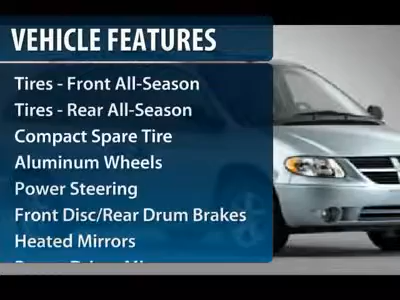 VEHICLE FEATURES
Tires - Front All-Season
Tires - Rear All-Season
Compact Spare Tire
Aluminum Wheels
Power Steering
Front Disc/Rear Drum Brakes
Heated Mirrors